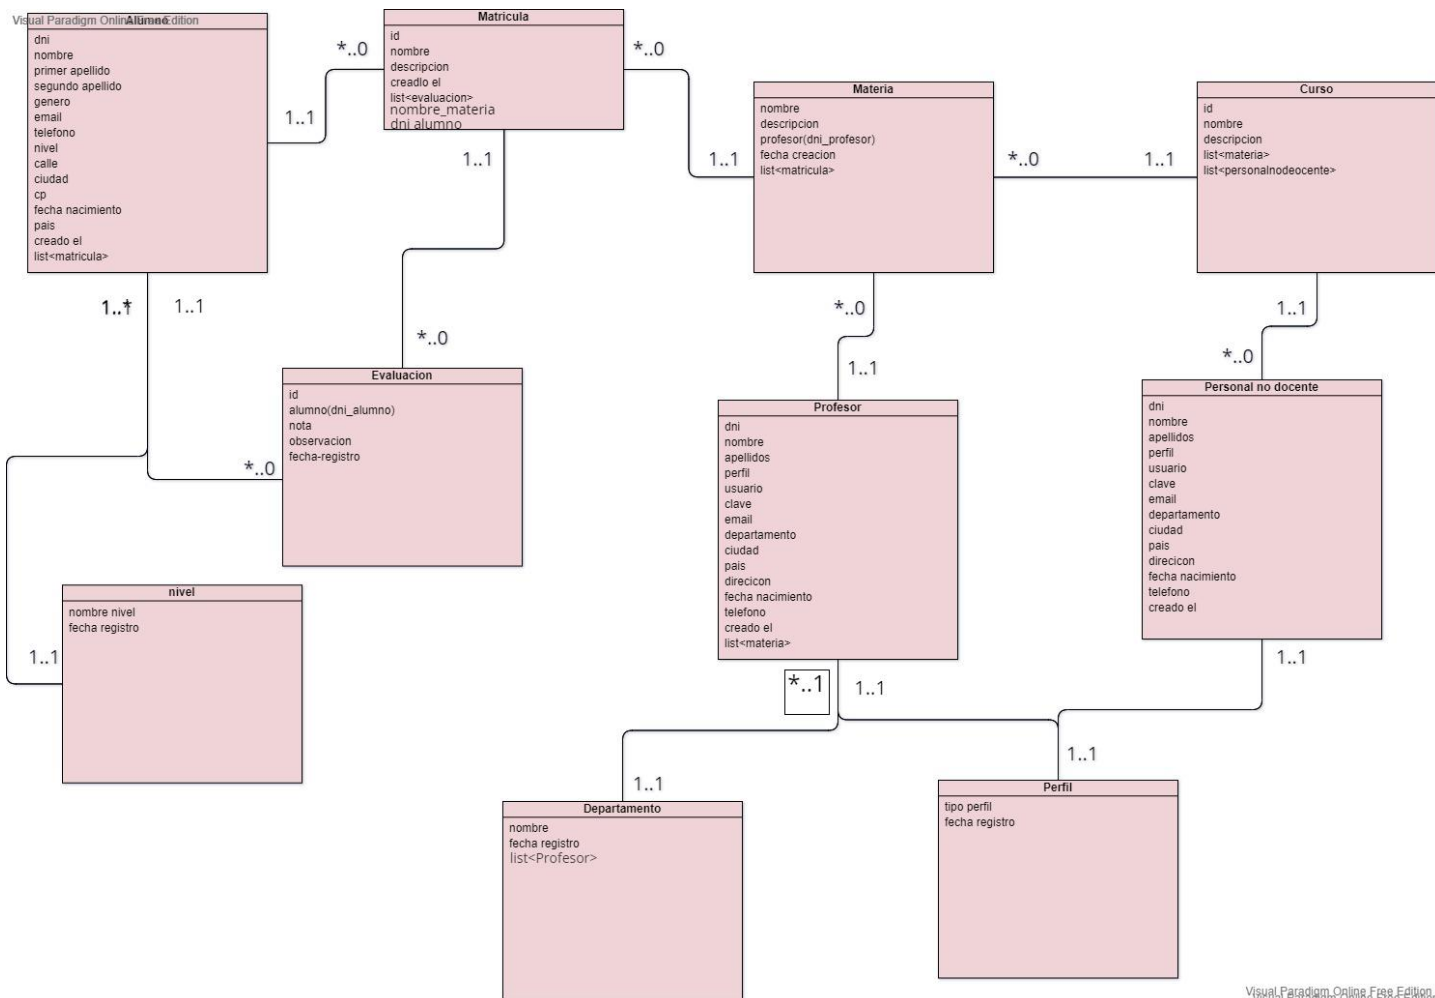 Visual Paradigm Online Free Edition
Alumno
dni
nombre
primer apellido
segundo apellido
genero
email
telefono
nivel
calle
ciudad
cp
fecha nacimiento
pais
creado el
list<matricula>
Matricula
id
nombre
descripcion
creadlo el
list<evaluacion>
nombre_materia
dni alumno
*..0
1..1
*..0
1..1
1..1
*..0
Materia
nombre
descripcion
profesor(dni_profesor)
fecha creacion
list<matricula>
*..0
1..1
Curso
id
nombre
descripcion
list<materia>
list<personalnodeocente>
1..*
1..1
*..0
Evaluacion
id
alumno(dni_alumno)
nota
observacion
fecha-registro
*..0
1..1
Profesor
dni
nombre
apellidos
perfil
usuario
clave
email
departamento
ciudad
pais
direcicon
fecha nacimiento
telefono
creado el
list<materia>
1..1
*..0
Personal no docente
dni
nombre
apellidos
perfil
usuario
clave
email
departamento
ciudad
pais
direcicon
fecha nacimiento
telefono
creado el
nivel
nombre nivel
fecha registro
1..1
*..1
1..1
1..1
1..1
1..1
Departamento
nombre
fecha registro
list<Profesor>
Perfil
tipo perfil
fecha registro
Visual Paradigm Online Free Edition